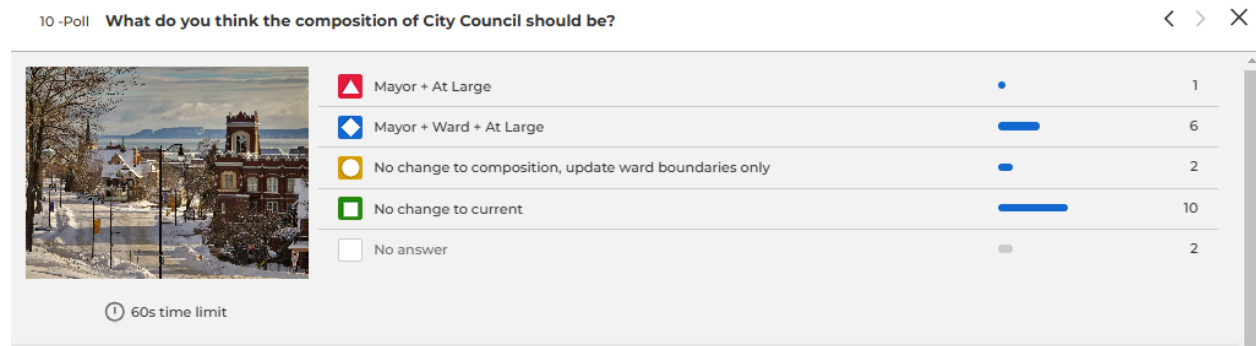 10 -Poll What do you think the composition of City Council should be?
Mayor + At Large 1
Mayor + Ward + At Large 6
No change to composition, update ward boundaries only 2
No change to current 10
No answer 2
60s time limit